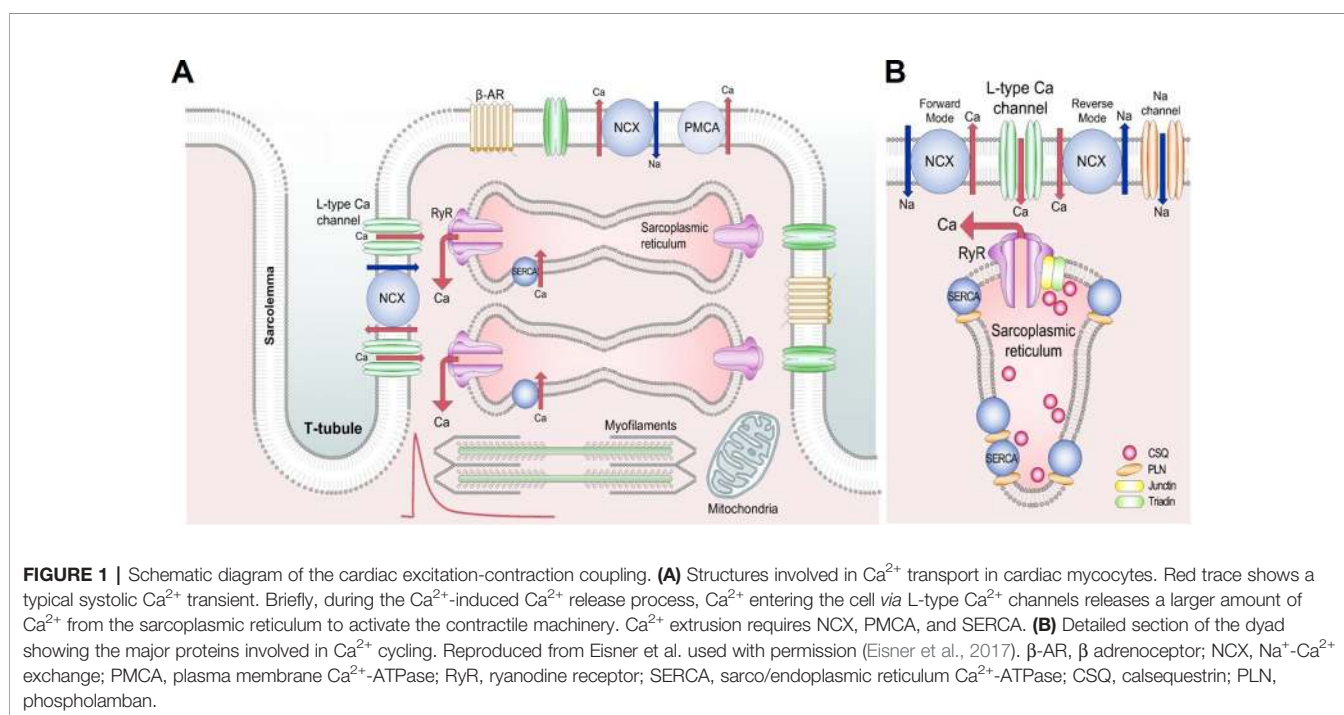 A
β-AR
Ca
NCX
Na
PMCA
Ca
L-type Ca
channel
Ca
NCX
Ca
Sarcolemma
T-tubule
RyR
Ca
SERCA
Ca
Sarcoplasmic
reticulum
Ca
Ca
Myofilaments
Mitochondria
B
Forward
Mode
Ca
NCX
Na
L-type Ca
channel
Ca
Reverse
Mode
Na
NCX
Ca
Na
channel
Na
Ca
RyR
SERCA
Sarcoplasmic
reticulum
SERCA
CSQ
PLN
Junctin
Triadin
FIGURE 1 | Schematic diagram of the cardiac excitation-contraction coupling. (A) Structures involved in Ca²⁺ transport in cardiac mycocytes. Red trace shows a
typical systolic Ca²⁺ transient. Briefly, during the Ca²⁺-induced Ca²⁺ release process, Ca²⁺ entering the cell via L-type Ca²⁺ channels releases a larger amount of
Ca²⁺ from the sarcoplasmic reticulum to activate the contractile machinery. Ca²⁺ extrusion requires NCX, PMCA, and SERCA. (B) Detailed section of the dyad
showing the major proteins involved in Ca²⁺ cycling. Reproduced from Eisner et al. used with permission (Eisner et al., 2017). β-AR, β adrenoceptor; NCX, Na⁺-Ca²⁺
exchange; PMCA, plasma membrane Ca²⁺-ATPase; RyR, ryanodine receptor; SERCA, sarco/endoplasmic reticulum Ca²⁺-ATPase; CSQ, calsequestrin; PLN,
phospholamban.